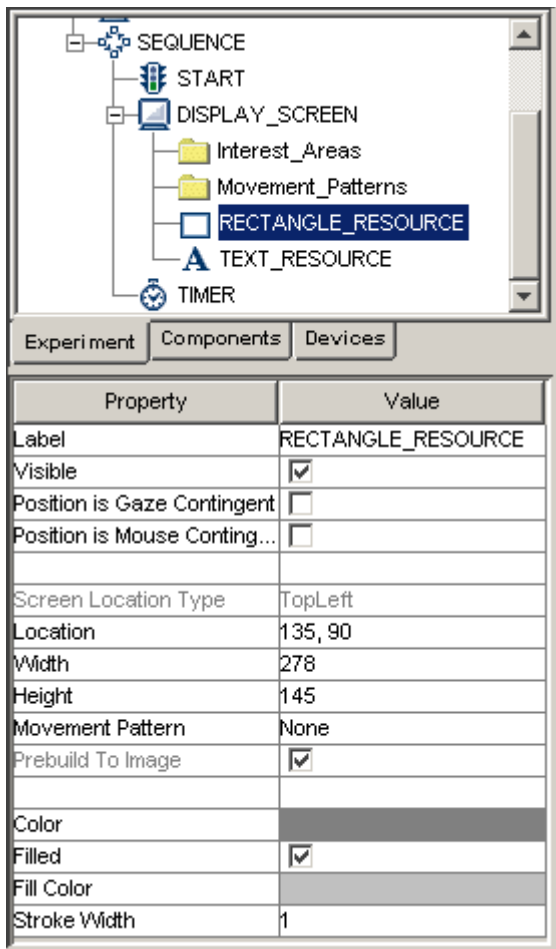 SEQUENCE
START
DISPLAY_SCREEN
Interest_Areas
Movement_Patterns
RECTANGLE_RESOURCE
A TEXT_RESOURCE
TIMER
Experiment Components Devices
Property Value
Label RECTANGLE_RESOURCE
Visible
Position is Gaze Contingent
Position is Mouse Conting...
Screen Location Type TopLeft
Location 135, 90
Width 278
Height 145
Movement Pattern None
Prebuild To Image
Color
Filled
Fill Color
Stroke Width 1